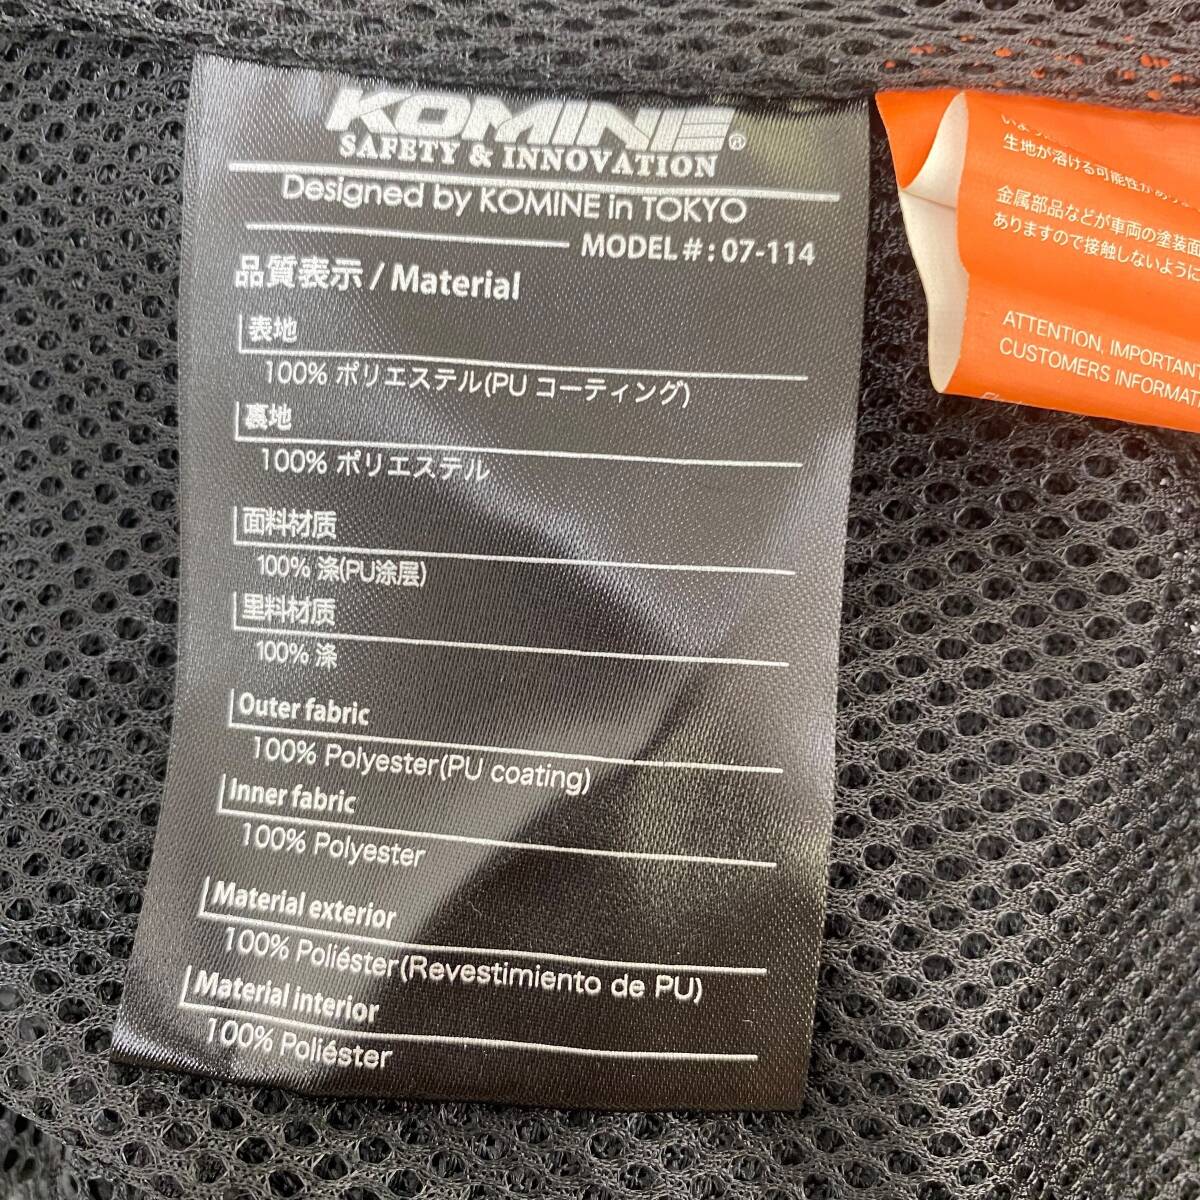 KOMINE®
SAFETY & INNOVATION
Designed by KOMINE in TOKYO
MODEL # : 07-114
品質表示 / Material
表地
100% ポリエステル(PU コーティング)
裏地
100% ポリエステル
面料材质
100% 涤(PU涂层)
里料材质
100% 涤
Outer fabric
100% Polyester(PU coating)
Inner fabric
100% Polyester
Material exterior
100% Poliéster(Revestimiento de PU)
Material interior
100% Poliéster
生地が溶ける可能性があ
金属部品などが車両の塗装面
ありますので接触しないように
ATTENTION, IMPORTANT
CUSTOMERS INFORMAT